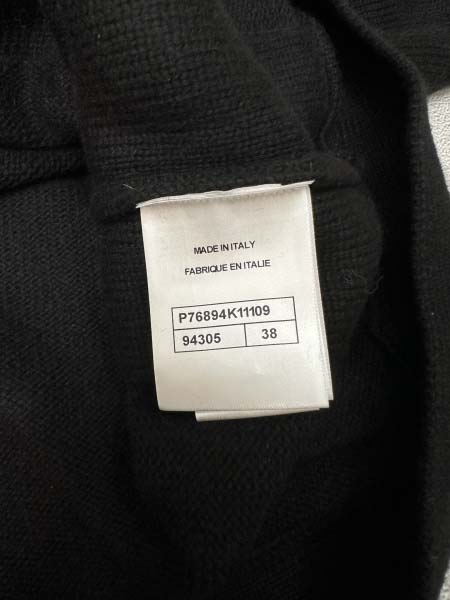 MADE IN ITALY
FABRIQUE EN ITALIE
P76894K11109
94305 38